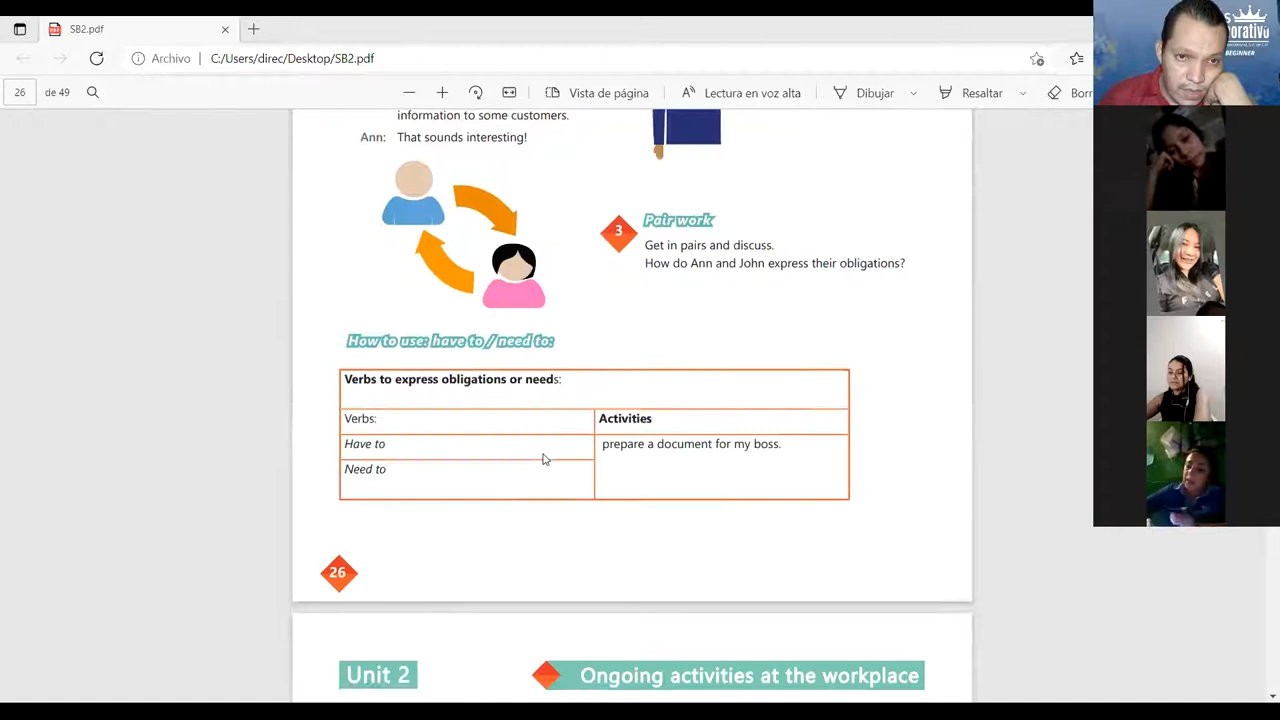 SB2.pdf
Archivo
C:/Users/direc/Desktop/SB2.pdf
26
de 49
Vista de página
Lectura en voz alta
Dibujar
Resaltar
information to some customers.
Ann: That sounds interesting!
3
Pair work
Get in pairs and discuss.
How do Ann and John express their obligations?
How to use: have to / need to:
Verbs to express obligations or needs:
Verbs:
Activities
Have to
prepare a document for my boss.
Need to
26
Unit 2
Ongoing activities at the workplace
BEGINNER